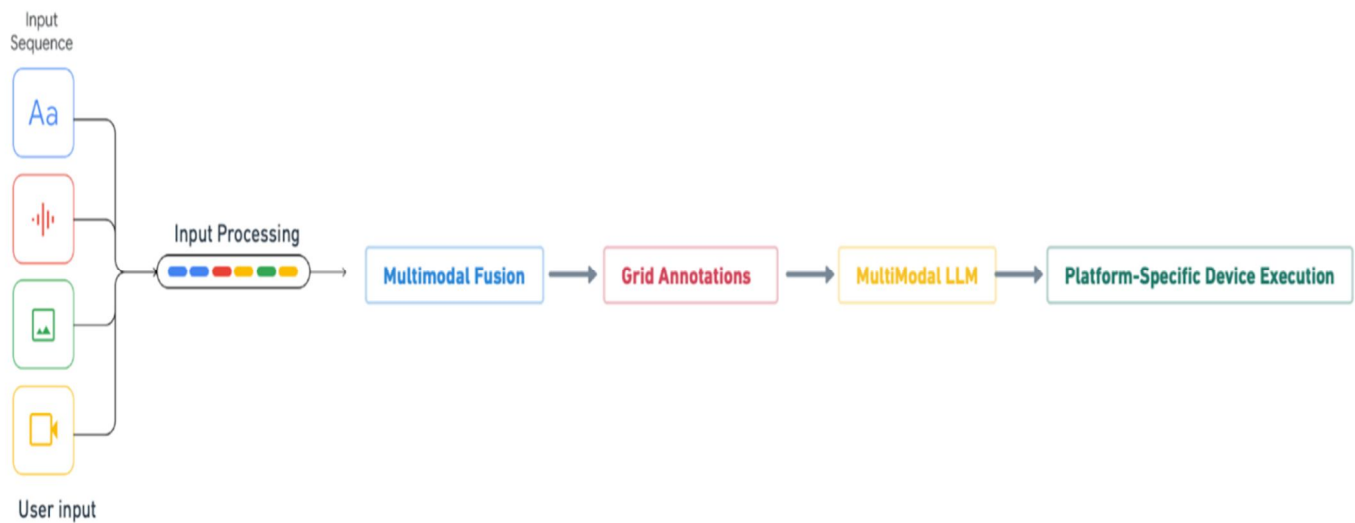 Input
Sequence
Aa
Input Processing
Multimodal Fusion
Grid Annotations
MultiModal LLM
Platform-Specific Device Execution
User input